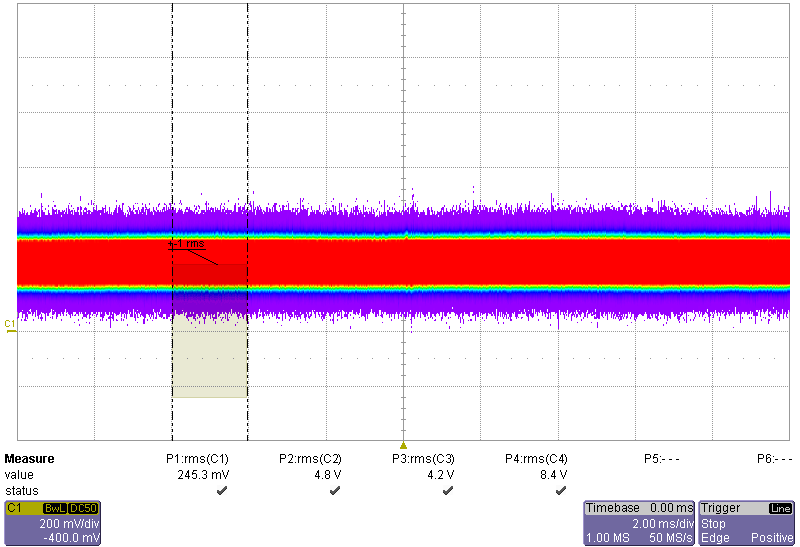 +-1 rms
C1
Measure P1:rms(C1) P2:rms(C2) P3:rms(C3) P4:rms(C4) P5:- - - P6:- - -
value 245.3 mV 4.8 V 4.2 V 8.4 V
status
C1 BwL DC50
200 mV/div
-400.0 mV
Timebase 0.00 ms
2.00 ms/div
1.00 MS 50 MS/s
Trigger Line
Stop
Edge Positive